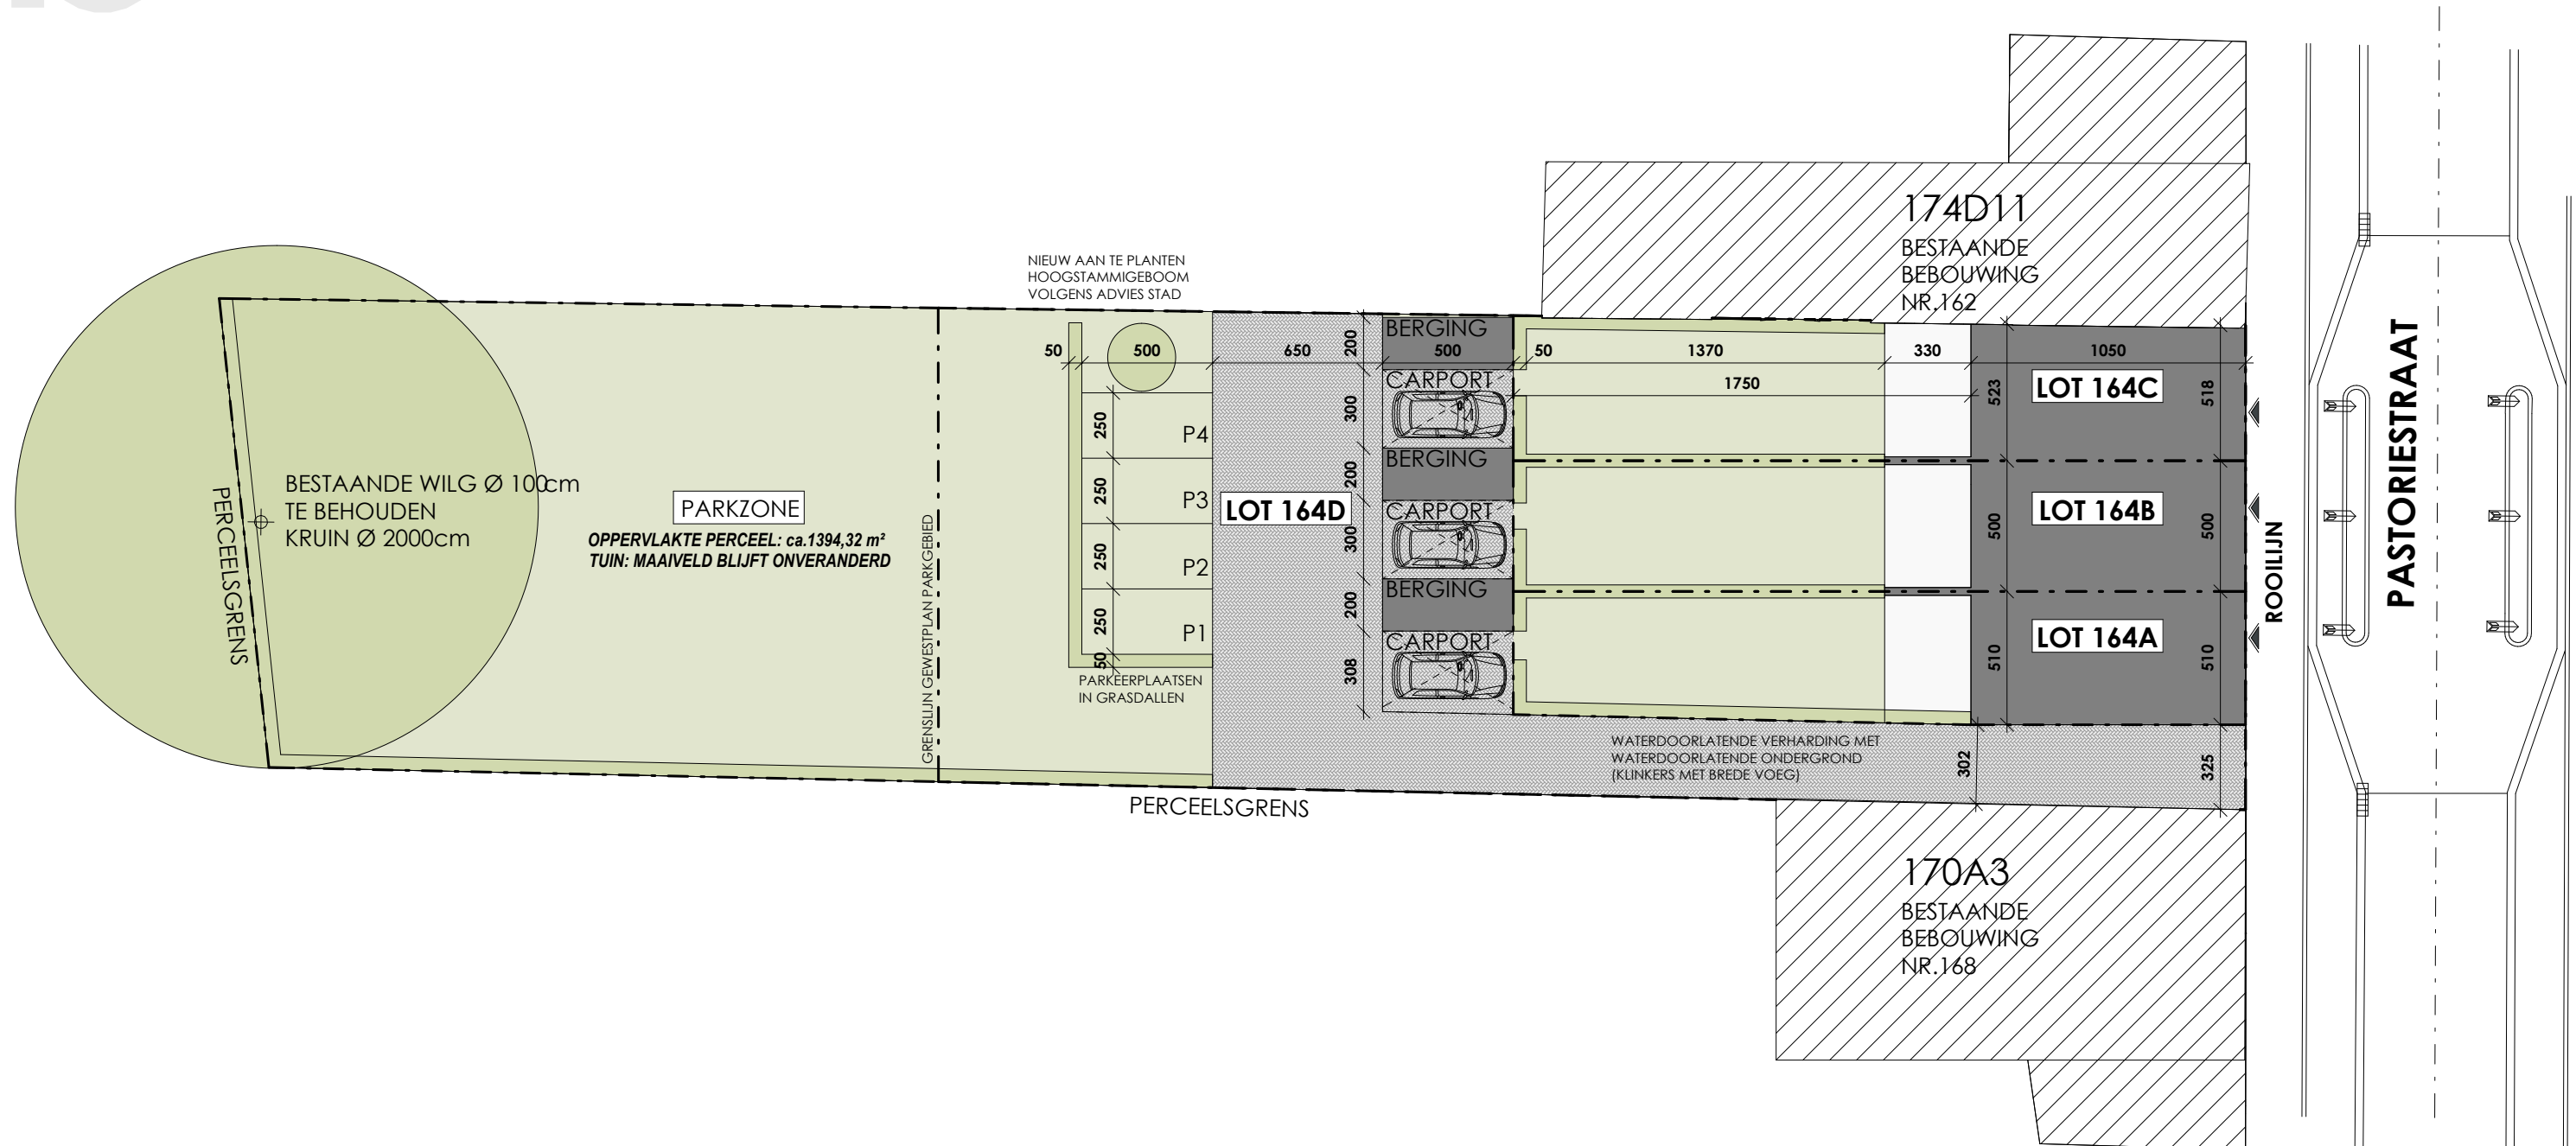 174D11
BESTAANDE
BEBOUWING
NR.162
NIEUW AAN TE PLANTEN
HOOGSTAMMIGEBOOM
VOLGENS ADVIES STAD
BERGING
50
500
650
200
500
50
1370
330
1050
CARPORT
1750
LOT 164C
523
518
300
250
P4
BERGING
200
BESTAANDE WILG Ø 100cm
TE BEHOUDEN
KRUIN Ø 2000cm
PERCEELSGRENS
PARKZONE
OPPERVLAKTE PERCEEL: ca.1394,32 m²
TUIN: MAAIVELD BLIJFT ONVERANDERD
GRENSLIJN GEWESTPLAN PARKGEBIED
250
P3
LOT 164D
CARPORT
300
LOT 164B
500
500
250
P2
BERGING
200
250
P1
CARPORT
308
LOT 164A
510
510
50
PARKEERPLAATSEN
IN GRASDALLEN
ROOILIJN
PASTORIESTRAAT
WATERDOORLATENDE VERHARDING MET
WATERDOORLATENDE ONDERGROND
(KLINKERS MET BREDE VOEG)
302
325
PERCEELSGRENS
170A3
BESTAANDE
BEBOUWING
NR.168